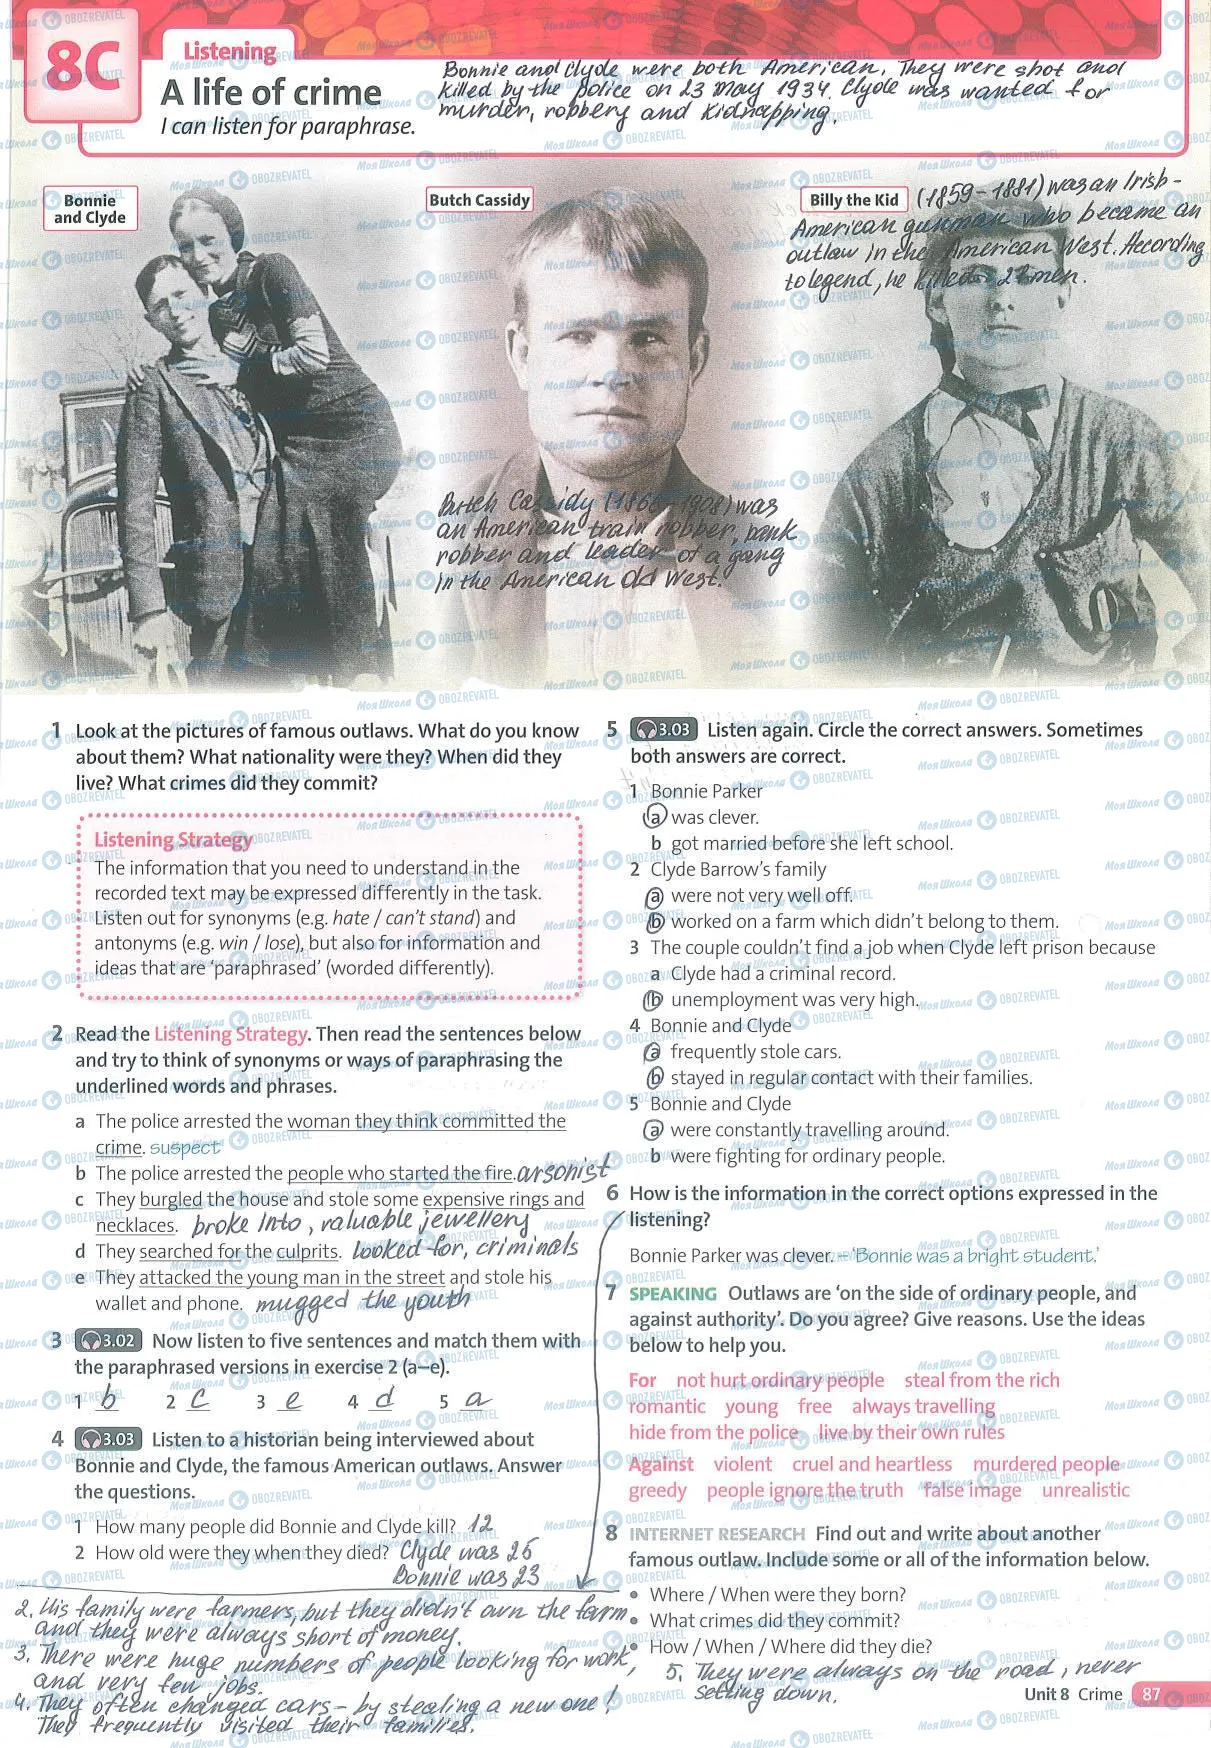 8C
Listening
A life of crime
I can listen for paraphrase.
Bonnie and Clyde were both American. They were shot and
killed by the police on 23 May 1934. Clyde was wanted for
murder, robbery and kidnapping.
Bonnie
and Clyde
Butch Cassidy
Billy the Kid
(1859-1881) was an Irish-
American gunman who became an
outlaw in the American West. According
to legend, he killed 21 men.
Butch Cassidy (1866-1908) was
an American train robber, bank
robber and leader of a gang
in the American Old West.
1 Look at the pictures of famous outlaws. What do you know
about them? What nationality were they? When did they
live? What crimes did they commit?
Listening Strategy
The information that you need to understand in the
recorded text may be expressed differently in the task.
Listen out for synonyms (e.g. hate / can't stand) and
antonyms (e.g. win / lose), but also for information and
ideas that are 'paraphrased' (worded differently).
2 Read the Listening Strategy. Then read the sentences below
and try to think of synonyms or ways of paraphrasing the
underlined words and phrases.
a The police arrested the woman they think committed the
crime. suspect
b The police arrested the people who started the fire. arsonist
c They burgled the house and stole some expensive rings and
necklaces. broke into, valuable jewellery
d They searched for the culprits. looked for, criminals
e They attacked the young man in the street and stole his
wallet and phone. mugged the youth
3 3.02 Now listen to five sentences and match them with
the paraphrased versions in exercise 2 (a–e).
1 b 2 c 3 e 4 d 5 a
4 3.03 Listen to a historian being interviewed about
Bonnie and Clyde, the famous American outlaws. Answer
the questions.
1 How many people did Bonnie and Clyde kill? 12
2 How old were they when they died? Clyde was 25
Bonnie was 23
2. His family were farmers, but they didn't own the farm
and they were always short of money.
3. There were huge numbers of people looking for work,
and very few jobs.
4. They often changed cars – by stealing a new one!
They frequently visited their families.
5 3.03 Listen again. Circle the correct answers. Sometimes
both answers are correct.
1 Bonnie Parker
a was clever.
b got married before she left school.
2 Clyde Barrow's family
a were not very well off.
b worked on a farm which didn't belong to them.
3 The couple couldn't find a job when Clyde left prison because
a Clyde had a criminal record.
b unemployment was very high.
4 Bonnie and Clyde
a frequently stole cars.
b stayed in regular contact with their families.
5 Bonnie and Clyde
a were constantly travelling around.
b were fighting for ordinary people.
6 How is the information in the correct options expressed in the
listening?
Bonnie Parker was clever. – 'Bonnie was a bright student.'
7 SPEAKING Outlaws are 'on the side of ordinary people, and
against authority'. Do you agree? Give reasons. Use the ideas
below to help you.
For not hurt ordinary people steal from the rich
romantic young free always travelling
hide from the police live by their own rules
Against violent cruel and heartless murdered people
greedy people ignore the truth false image unrealistic
8 INTERNET RESEARCH Find out and write about another
famous outlaw. Include some or all of the information below.
• Where / When were they born?
• What crimes did they commit?
• How / When / Where did they die?
5. They were always on the road, never
settling down.
Unit 8 Crime 87
Моя Школа OBOZREVATEL